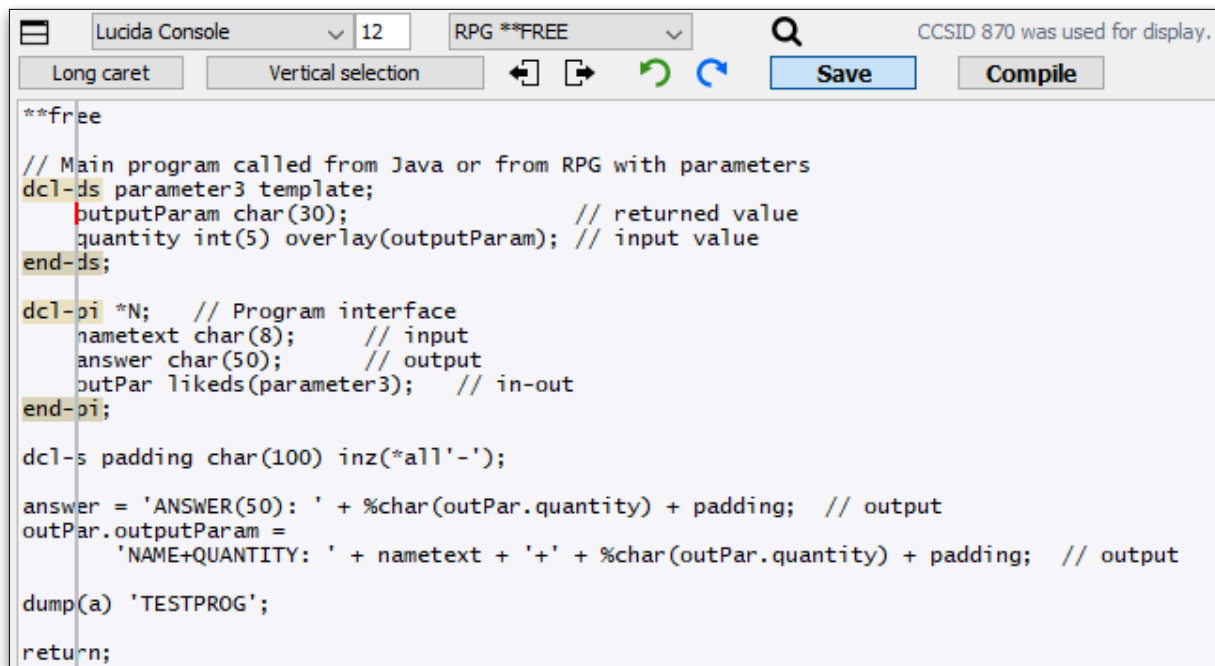 Lucida Console 12 RPG **FREE CCSID 870 was used for display.
Long caret Vertical selection Save Compile
**free
// Main program called from Java or from RPG with parameters
dcl-ds parameter3 template;
    outputParam char(30);                 // returned value
    quantity int(5) overlay(outputParam); // input value
end-ds;
dcl-pi *N;   // Program interface
    nametext char(8);      // input
    answer char(50);       // output
    outPar likeds(parameter3);   // in-out
end-pi;
dcl-s padding char(100) inz(*all'-');
answer = 'ANSWER(50): ' + %char(outPar.quantity) + padding;  // output
outPar.outputParam =
       'NAME+QUANTITY: ' + nametext + '+' + %char(outPar.quantity) + padding;  // output
dump(a) 'TESTPROG';
return;